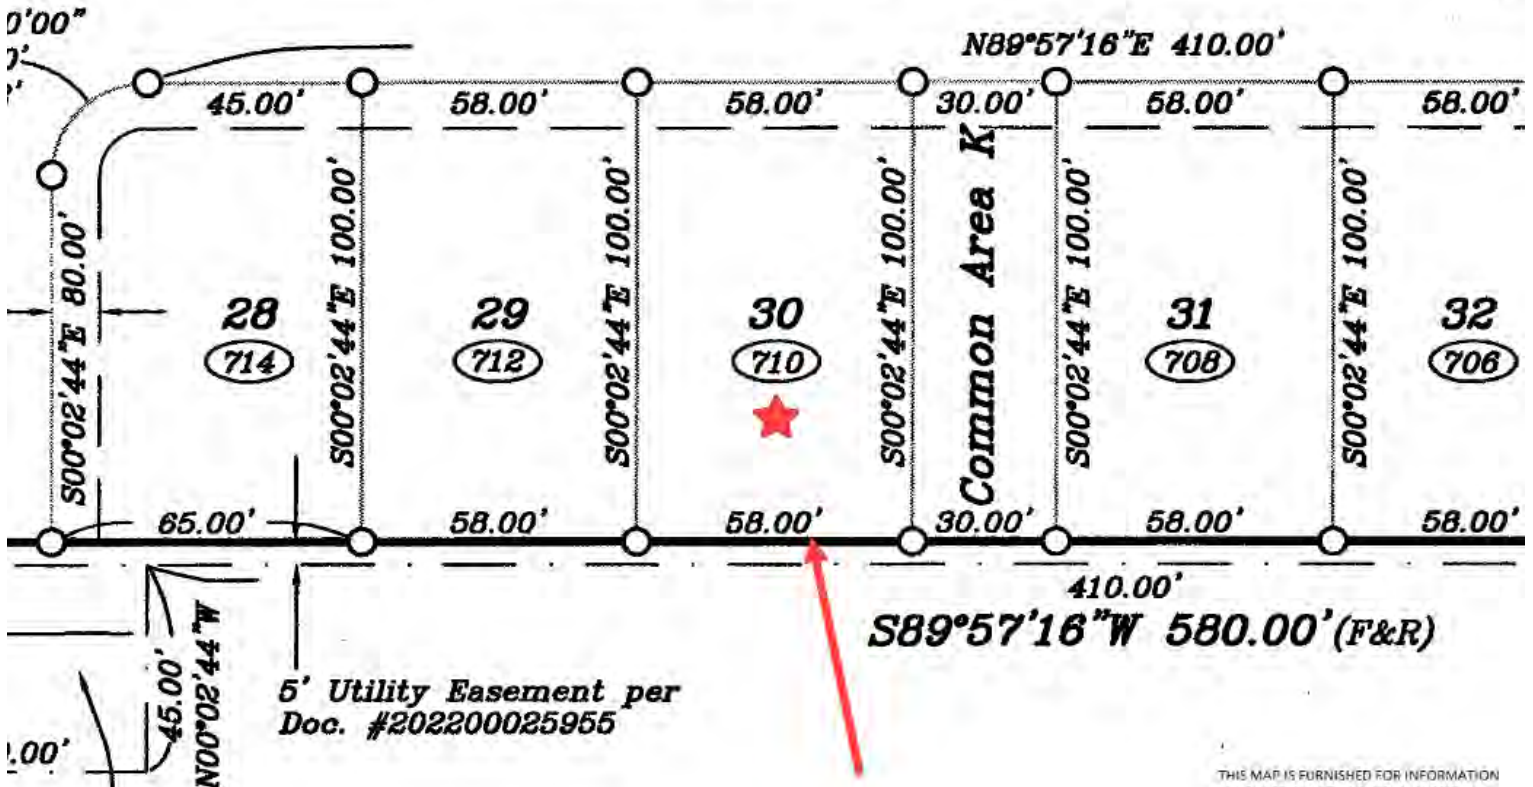 0'00"
N89°57'16"E 410.00'
45.00'
58.00'
58.00'
30.00'
58.00'
58.00'
S00°02'44"E 80.00'
S00°02'44"E 100.00'
S00°02'44"E 100.00'
S00°02'44"E 100.00'
Common Area K
S00°02'44"E 100.00'
S00°02'44"E 100.00'
28
714
29
712
30
710
31
708
32
706
65.00'
58.00'
58.00'
30.00'
58.00'
58.00'
410.00'
S89°57'16"W 580.00'(F&R)
45.00'
N00°02'44"W
5' Utility Easement per
Doc. #202200025955
.00'
THIS MAP IS FURNISHED FOR INFORMATION